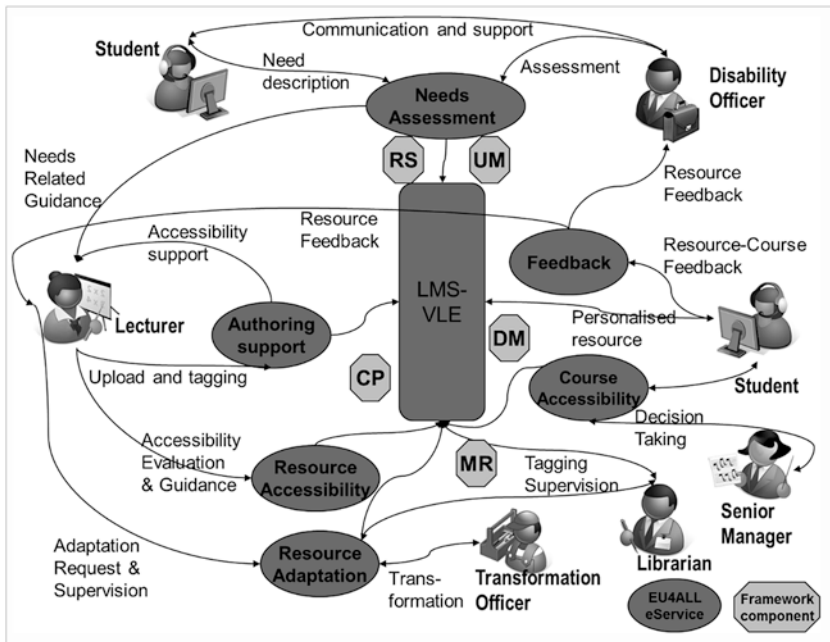 Communication and support
Student
Need
description
Assessment
Disability
Officer
Needs
Assessment
RS
UM
Needs
Related
Guidance
Resource
Feedback
Resource
Feedback
Accessibility
support
Feedback
Resource-Course
Feedback
LMS-
VLE
Lecturer
Authoring
support
DM
Personalised
resource
Upload and tagging
CP
Course
Accessibility
Student
Decision
Taking
Accessibility
Evaluation
& Guidance
Resource
Accessibility
MR
Tagging
Supervision
Senior
Manager
Adaptation
Request &
Supervision
Resource
Adaptation
Trans-
formation
Transformation
Officer
Librarian
EU4ALL
eService
Framework
component